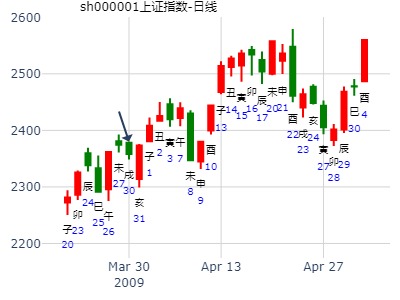 sh000001上证指数-日线
2600
2500
2400
2300
2200
子
20
卯
23
辰
24
巳
25
午
26
未
27
戌
30
亥
31
子
1
丑
2
寅
3
午
7
未
8
申
9
酉
10
子
13
丑
14
寅
15
卯
16
辰
17
未
20
申
21
酉
22
戌
23
亥
24
寅
27
卯
28
辰
29
巳
30
酉
4
Mar 30
2009
Apr 13
Apr 27